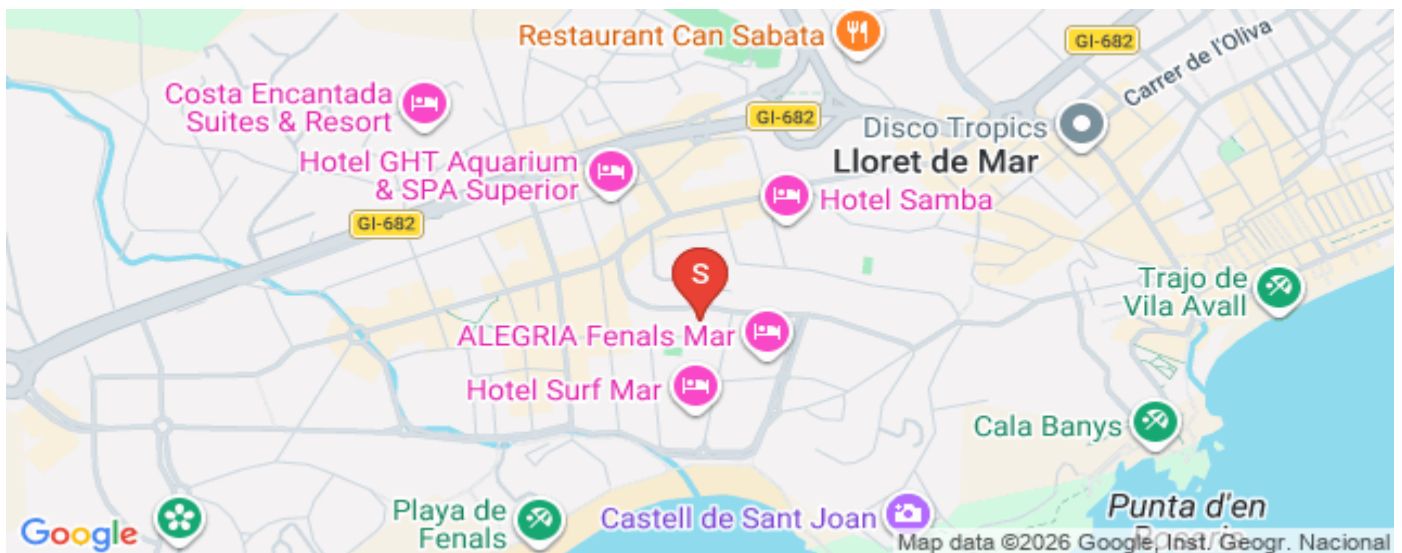 Restaurant Can Sabata
GI-682
Carrer de l'Oliva
Costa Encantada
Suites & Resort
GI-682
Disco Tropics
Lloret de Mar
Hotel GHT Aquarium
& SPA Superior
Hotel Samba
GI-682
S
Trajo de
Vila Avall
ALEGRIA Fenals Mar
Hotel Surf Mar
Cala Banys
Playa de
Fenals
Castell de Sant Joan
Punta d'en
Google
Map data ©2026 Google, Inst. Geogr. Nacional